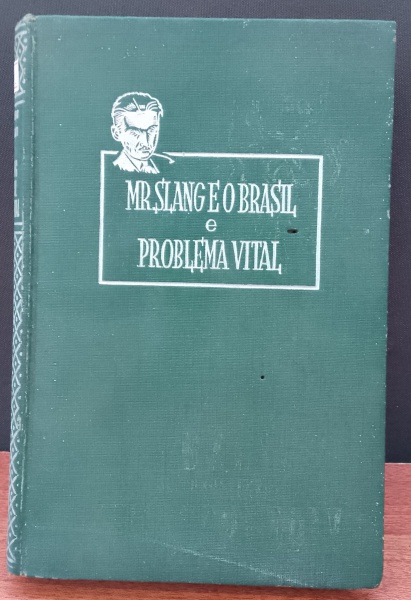 MR. SLANG E O BRASIL
e
PROBLEMA VITAL